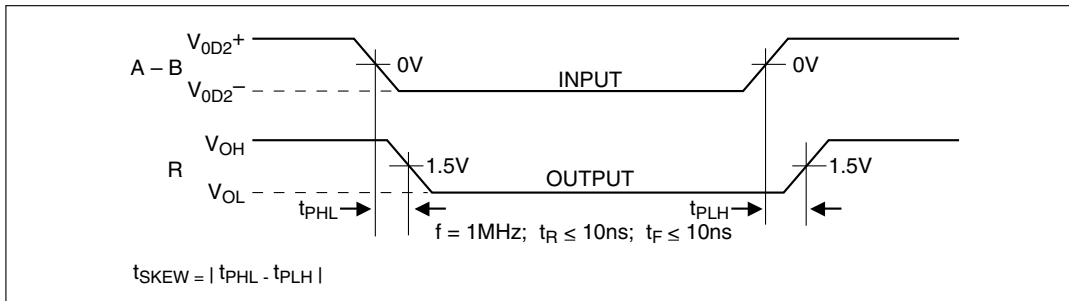 V0D2+
A – B
0V
0V
INPUT
V0D2–
VOH
R
1.5V
1.5V
OUTPUT
VOL
tPHL
tPLH
f = 1MHz; tR ≤ 10ns; tF ≤ 10ns
tSKEW = | tPHL - tPLH |